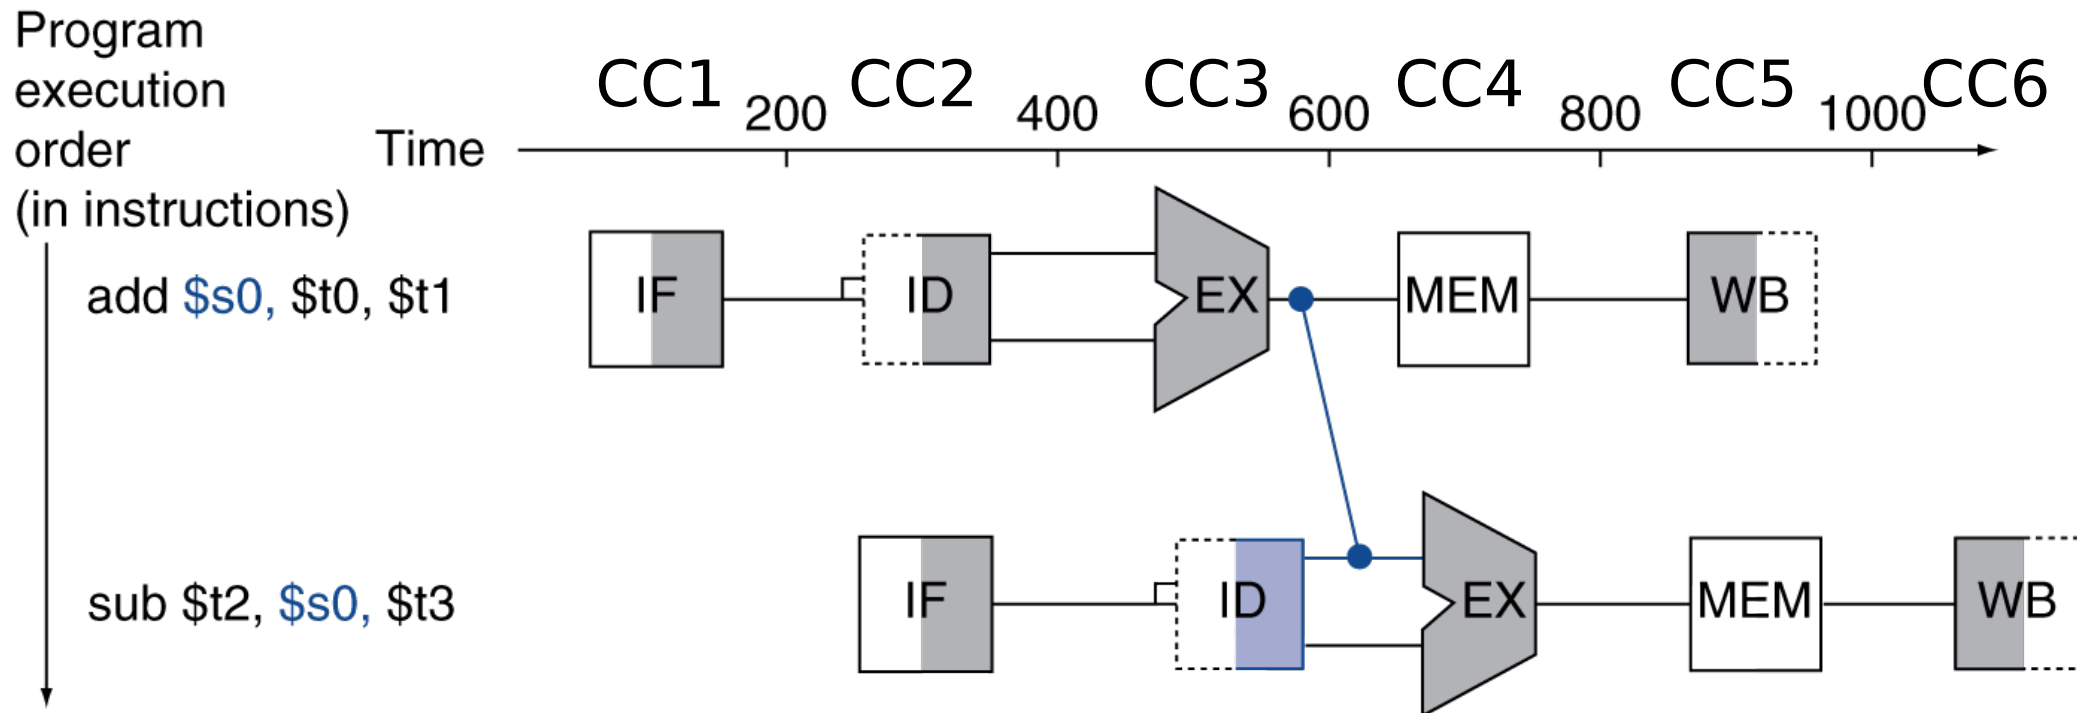 Program
execution
order
(in instructions)
Time
CC1 CC2 CC3 CC4 CC5 CC6
200 400 600 800 1000
add $s0, $t0, $t1
IF ID EX MEM WB
sub $t2, $s0, $t3
IF ID EX MEM WB